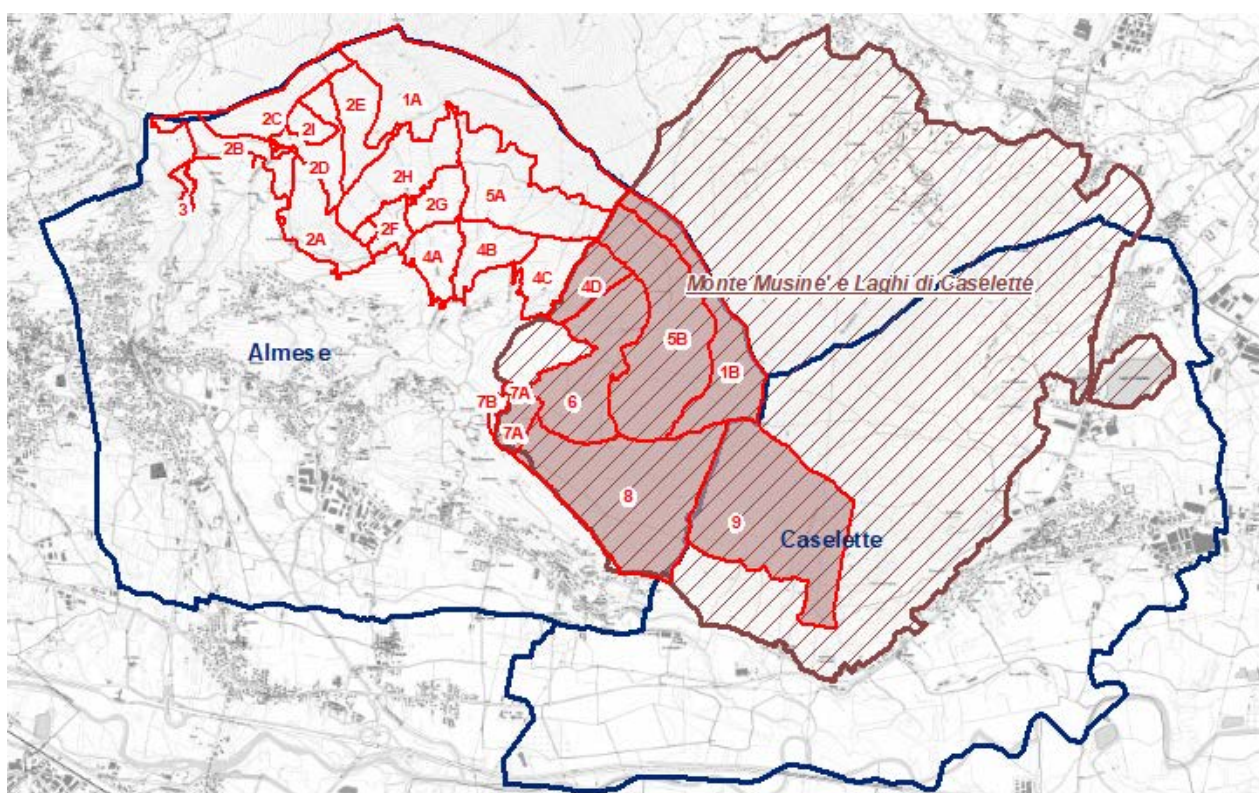 1A
2E
2C
2I
2B
2D
3
2H
2G
5A
2A
2F
4A
4B
4C
4D
Monte Musine' e Laghi di Caselette
Almese
5B
1B
7B
7A
6
7A
8
9
Caselette